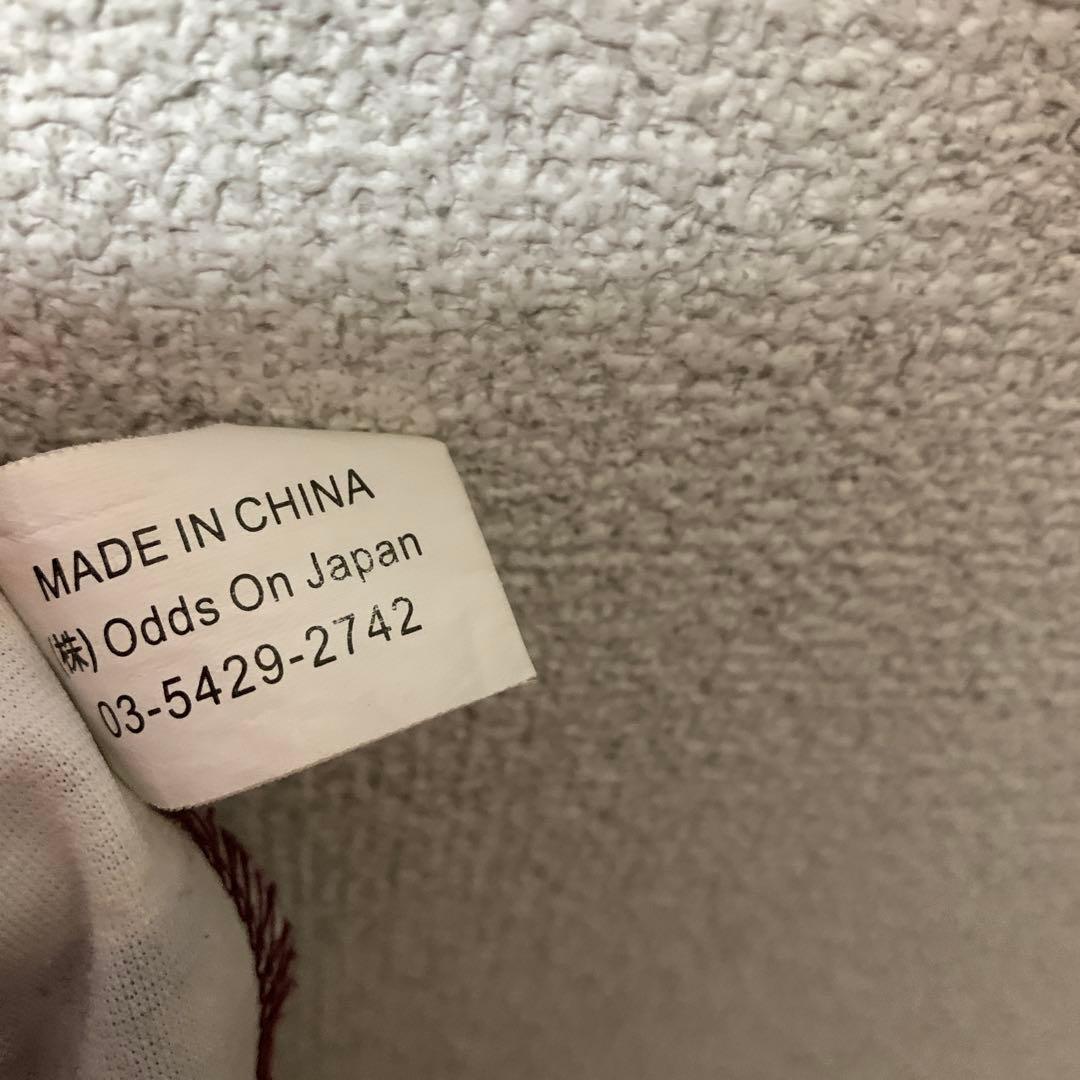 MADE IN CHINA
(株) Odds On Japan
03-5429-2742